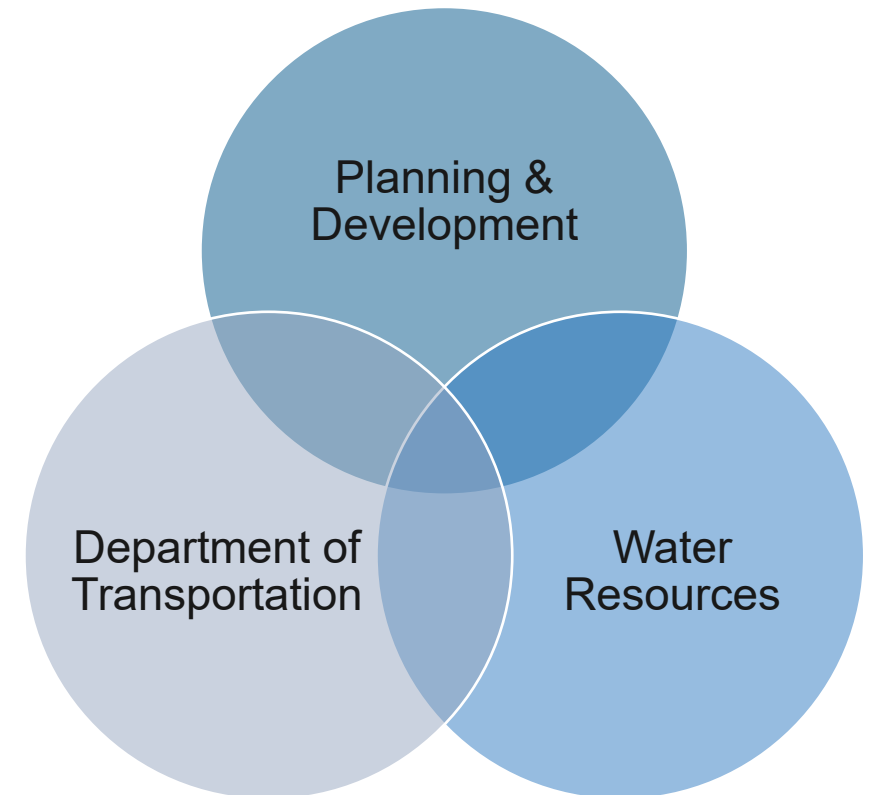 Planning &
Development
Department of
Transportation
Water
Resources